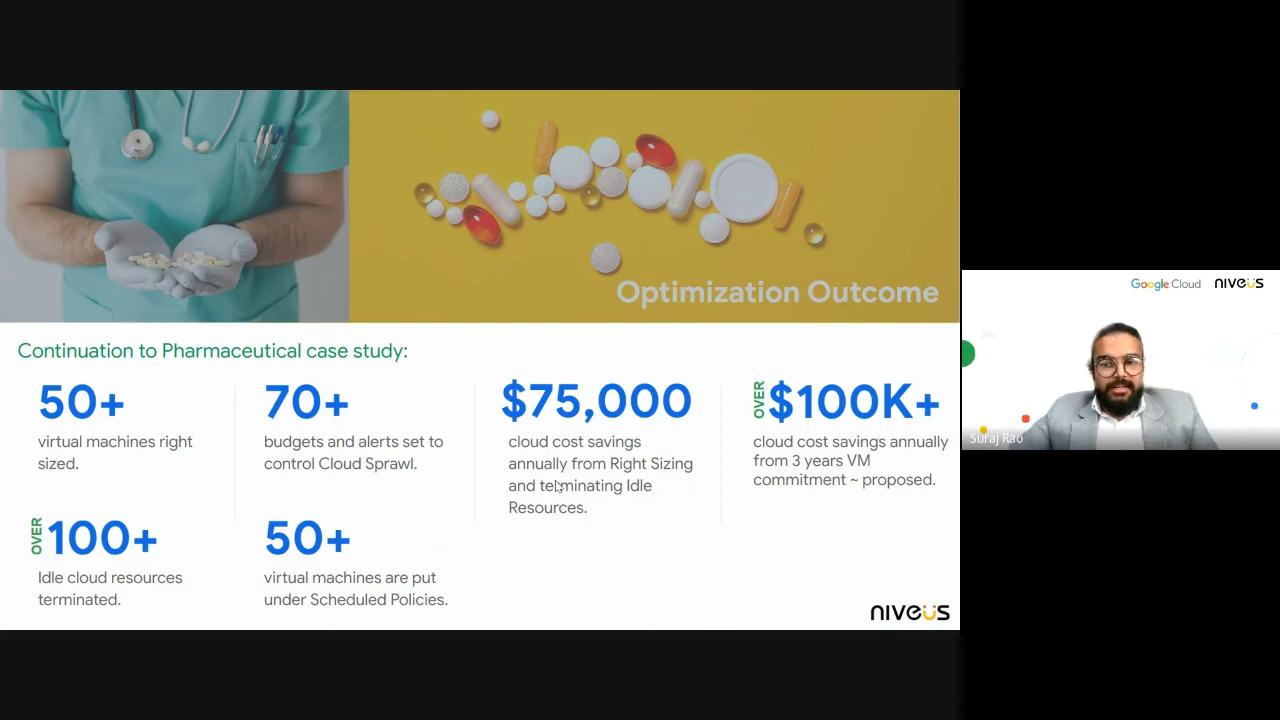 Optimization Outcome
Continuation to Pharmaceutical case study:
50+
virtual machines right
sized.
70+
budgets and alerts set to
control Cloud Sprawl.
$75,000
cloud cost savings
annually from Right Sizing
and terminating Idle
Resources.
OVER
$100K+
cloud cost savings annually
from 3 years VM
commitment ~ proposed.
OVER
100+
Idle cloud resources
terminated.
50+
virtual machines are put
under Scheduled Policies.
niveus
Google Cloud niveus
Suraj Rao